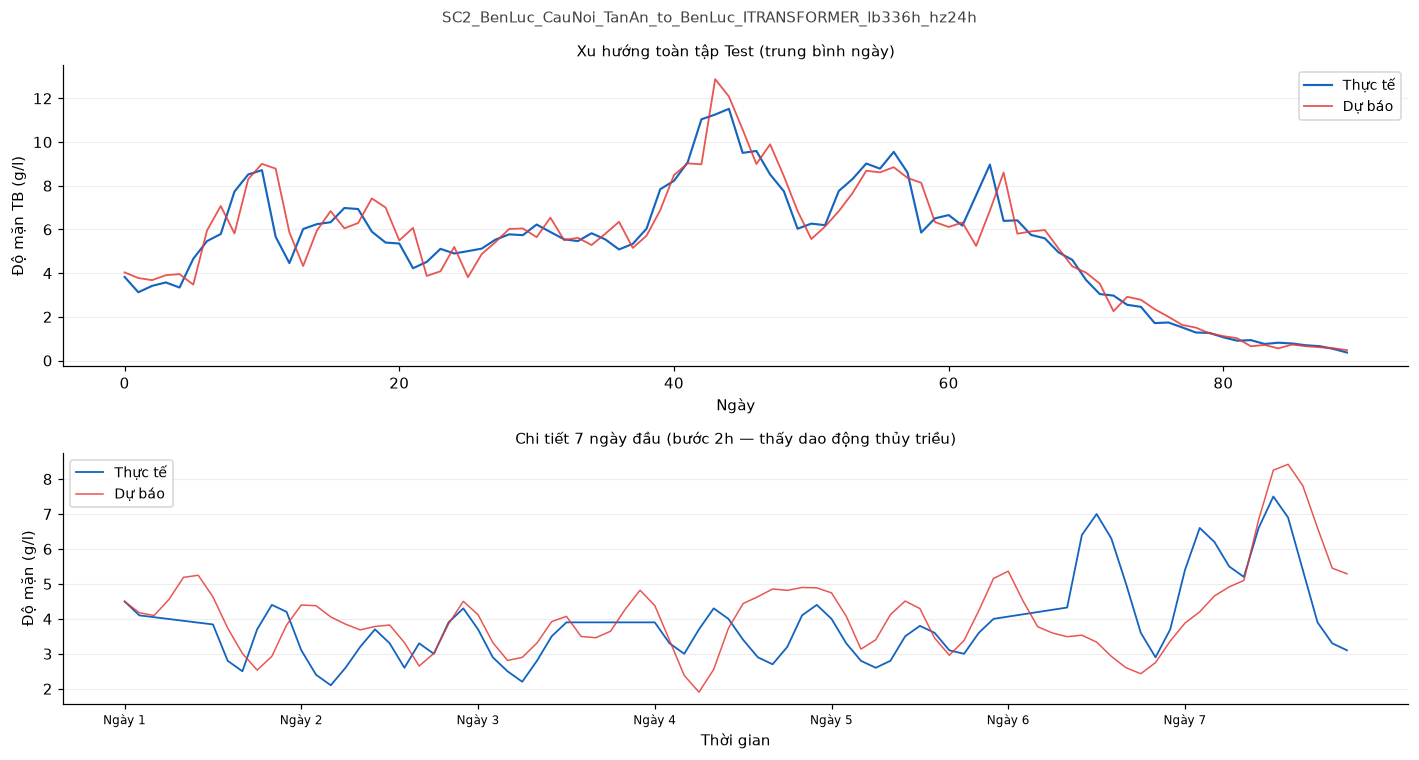 SC2_BenLuc_CauNoi_TanAn_to_BenLuc_ITRANSFORMER_lb336h_hz24h
Xu hướng toàn tập Test (trung bình ngày)
Độ mặn TB (g/l)
12
10
8
6
4
2
0
Thực tế
Dự báo
0 20 40 60 80
Ngày
Chi tiết 7 ngày đầu (bước 2h — thấy dao động thủy triều)
Độ mặn (g/l)
8
7
6
5
4
3
2
Thực tế
Dự báo
Ngày 1 Ngày 2 Ngày 3 Ngày 4 Ngày 5 Ngày 6 Ngày 7
Thời gian